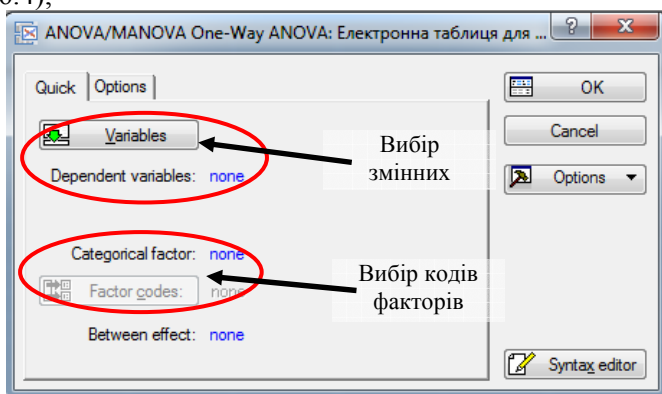 ANOVA/MANOVA One-Way ANOVA: Електронна таблиця для ...
Quick
Options
Variables
Dependent variables: none
Categorical factor: none
Factor codes: none
Between effect: none
Вибір
змінних
Вибір кодів
факторів
OK
Cancel
Options
Syntax editor